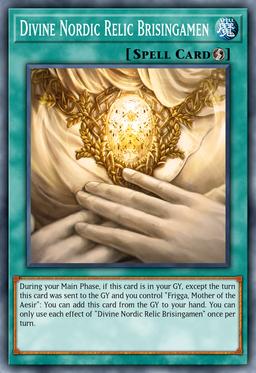 DIVINE NORDIC RELIC BRISINGAMEN
[SPELL CARD]
During your Main Phase, if this card is in your GY, except the turn
this card was sent to the GY and you control "Frigga, Mother of the
Aesir": You can add this card from the GY to your hand. You can
only use each effect of "Divine Nordic Relic Brisingamen" once per
turn.